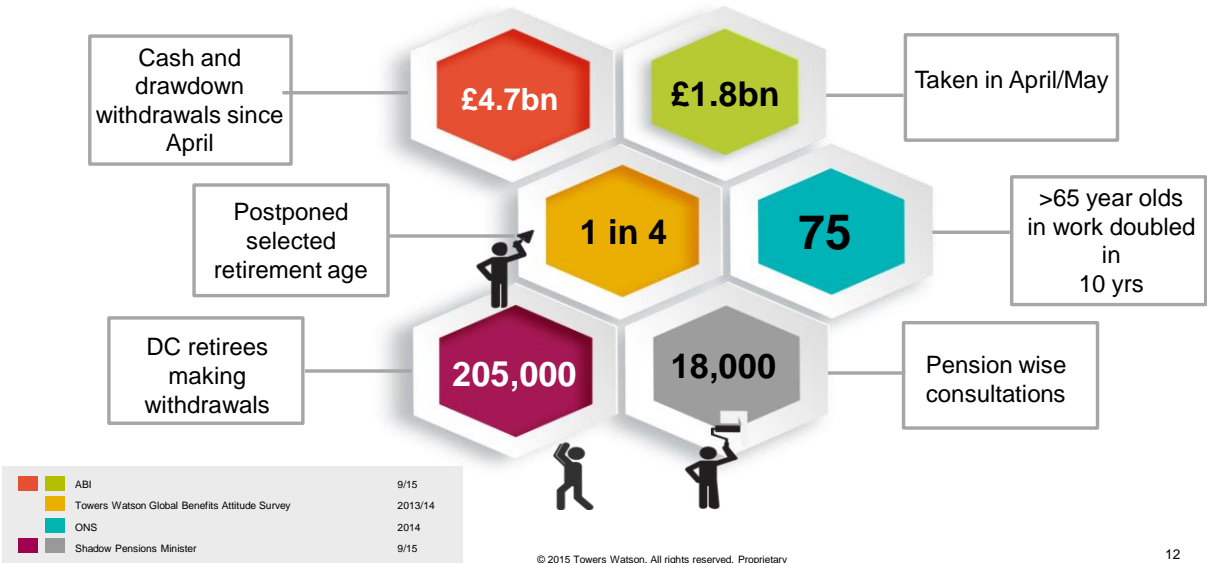 Cash and
drawdown
withdrawals since
April
£4.7bn
£1.8bn
Taken in April/May
Postponed
selected
retirement age
1 in 4
75
>65 year olds
in work doubled
in
10 yrs
DC retirees
making
withdrawals
205,000
18,000
Pension wise
consultations
ABI 9/15
Towers Watson Global Benefits Attitude Survey 2013/14
ONS 2014
Shadow Pensions Minister 9/15
© 2015 Towers Watson. All rights reserved. Proprietary
12